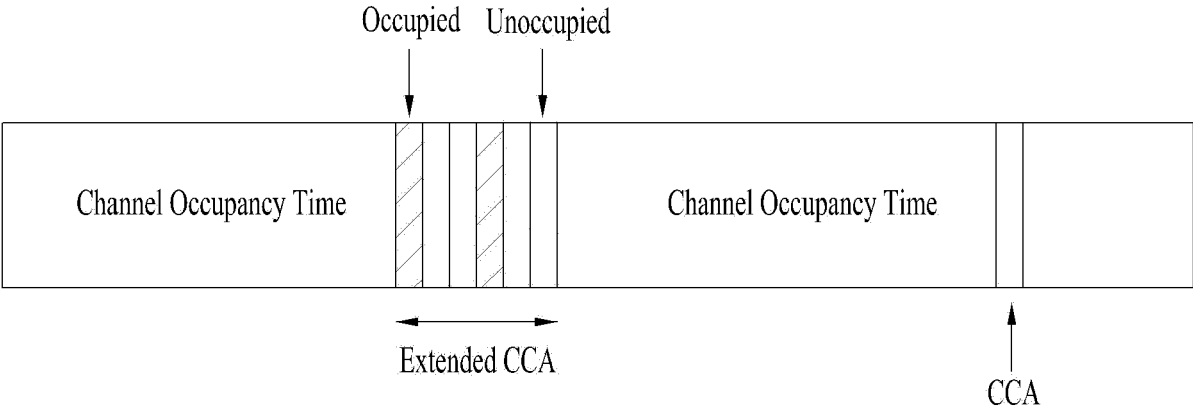 Occupied
Unoccupied
Channel Occupancy Time
Channel Occupancy Time
Extended CCA
CCA